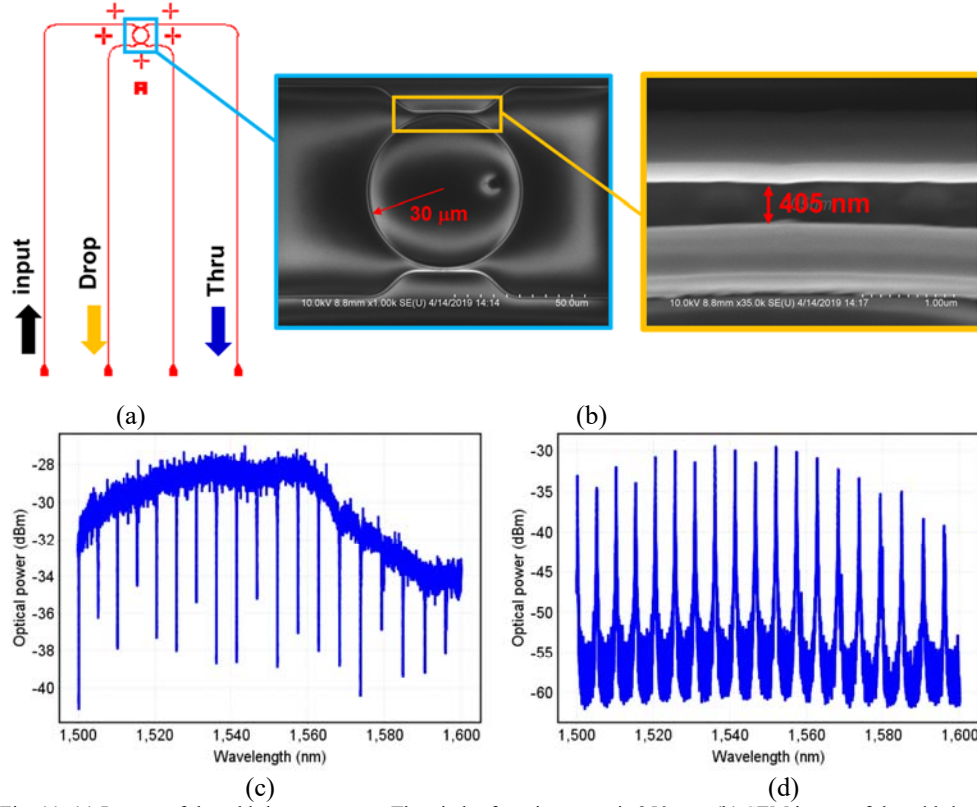 input
Drop
Thru
R
30 μm
10.0kV 8.8mm x1.00k SE(U) 4/14/2019 14:14
50.0um
405 nm
10.0kV 8.8mm x35.0k SE(U) 4/14/2019 14:17
1.00um
(a)
(b)
Optical power (dBm)
-28
-30
-32
-34
-36
-38
-40
1,500
1,520
1,540
1,560
1,580
1,600
Wavelength (nm)
(c)
Optical power (dBm)
-30
-35
-40
-45
-50
-55
-60
1,500
1,520
1,540
1,560
1,580
1,600
Wavelength (nm)
(d)